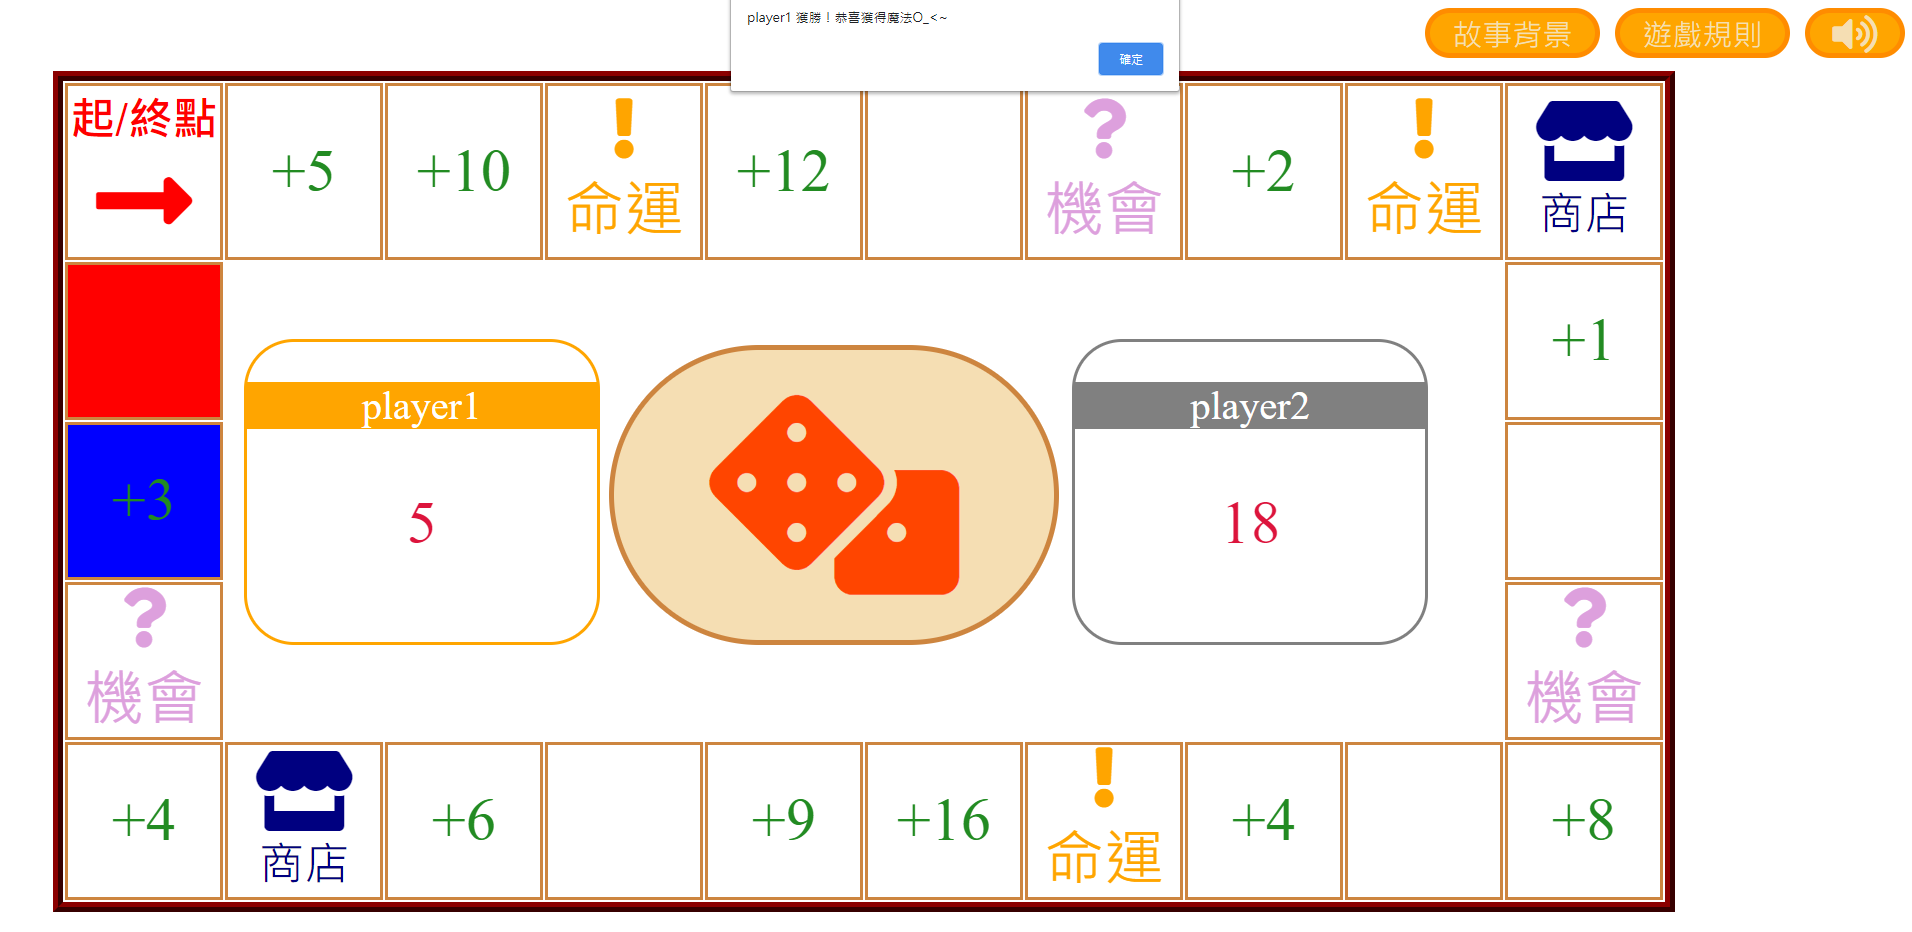 player1 獲勝！恭喜獲得魔法O_<~
確定
故事背景
遊戲規則
起/終點
+5
+10
命運
+12
機會
+2
命運
商店
+1
player1
player2
+3
5
18
機會
機會
+4
商店
+6
+9
+16
命運
+4
+8